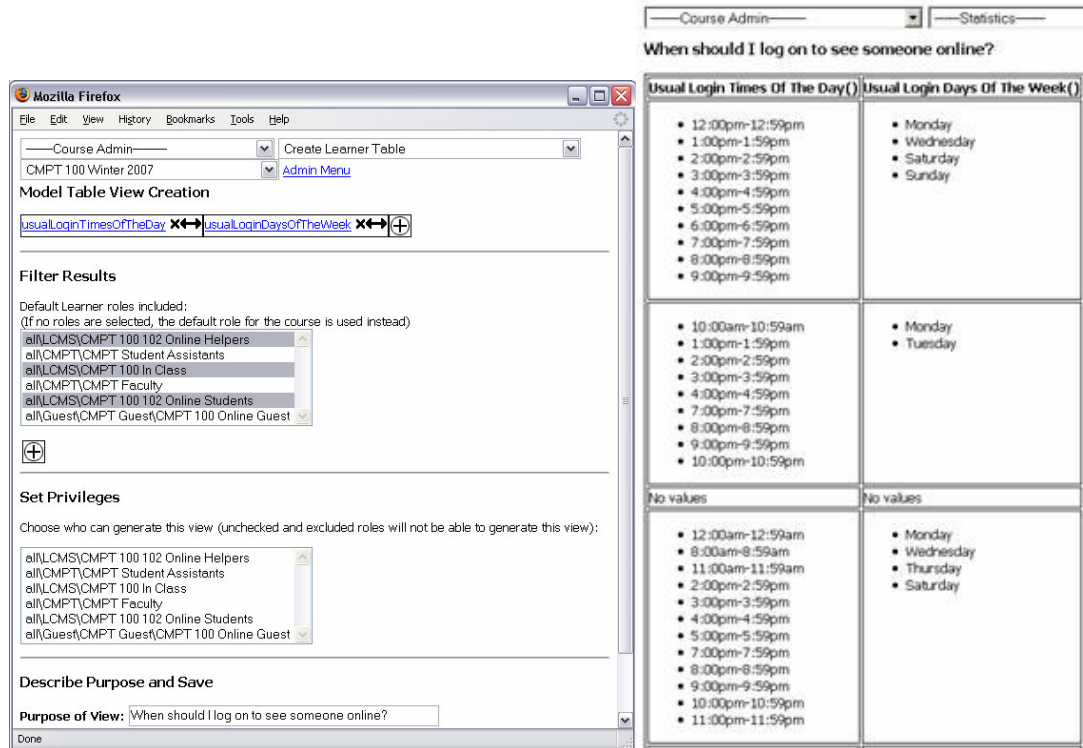 Mozilla Firefox
File Edit View History Bookmarks Tools Help
——Course Admin—— Create Learner Table
CMPT 100 Winter 2007 Admin Menu
Model Table View Creation
usualLoginTimesOfTheDay usualLoginDaysOfTheWeek
Filter Results
Default Learner roles included:
(If no roles are selected, the default role for the course is used instead)
all\LCMS\CMPT 100 102 Online Helpers
all\CMPT\CMPT Student Assistants
all\LCMS\CMPT 100 In Class
all\CMPT\CMPT Faculty
all\LCMS\CMPT 100 102 Online Students
all\Guest\CMPT Guest\CMPT 100 Online Guest
Set Privileges
Choose who can generate this view (unchecked and excluded roles will not be able to generate this view):
all\LCMS\CMPT 100 102 Online Helpers
all\CMPT\CMPT Student Assistants
all\LCMS\CMPT 100 In Class
all\CMPT\CMPT Faculty
all\LCMS\CMPT 100 102 Online Students
all\Guest\CMPT Guest\CMPT 100 Online Guest
Describe Purpose and Save
Purpose of View: When should I log on to see someone online?
Done
——Course Admin—— ——Statistics——
When should I log on to see someone online?
Usual Login Times Of The Day() Usual Login Days Of The Week()
• 12:00pm-12:59pm
• 1:00pm-1:59pm
• 2:00pm-2:59pm
• 3:00pm-3:59pm
• 4:00pm-4:59pm
• 5:00pm-5:59pm
• 6:00pm-6:59pm
• 7:00pm-7:59pm
• 8:00pm-8:59pm
• 9:00pm-9:59pm
• Monday
• Wednesday
• Saturday
• Sunday
• 10:00am-10:59am
• 1:00pm-1:59pm
• 2:00pm-2:59pm
• 3:00pm-3:59pm
• 4:00pm-4:59pm
• 7:00pm-7:59pm
• 8:00pm-8:59pm
• 9:00pm-9:59pm
• 10:00pm-10:59pm
• Monday
• Tuesday
No values No values
• 12:00am-12:59am
• 8:00am-8:59am
• 11:00am-11:59am
• 2:00pm-2:59pm
• 3:00pm-3:59pm
• 4:00pm-4:59pm
• 5:00pm-5:59pm
• 7:00pm-7:59pm
• 8:00pm-8:59pm
• 9:00pm-9:59pm
• 10:00pm-10:59pm
• 11:00pm-11:59pm
• Monday
• Wednesday
• Thursday
• Saturday